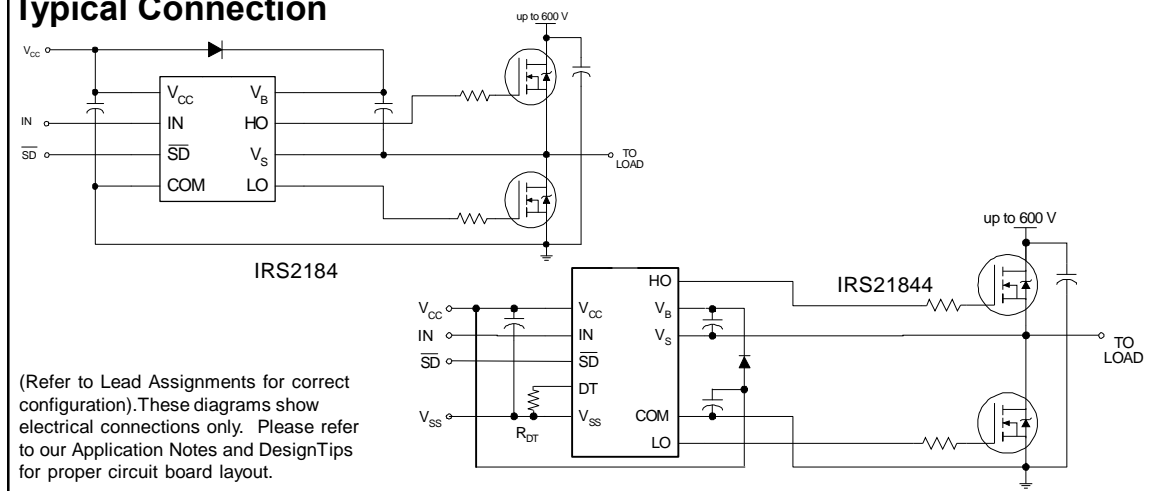 Typical Connection
up to 600 V
VCC
IN
SD
VCC
IN
SD
COM
VB
HO
VS
LO
TO
LOAD
IRS2184
up to 600 V
IRS21844
VCC
IN
SD
VSS
RDT
VCC
IN
SD
DT
VSS
HO
VB
VS
COM
LO
TO
LOAD
(Refer to Lead Assignments for correct
configuration).These diagrams show
electrical connections only. Please refer
to our Application Notes and DesignTips
for proper circuit board layout.